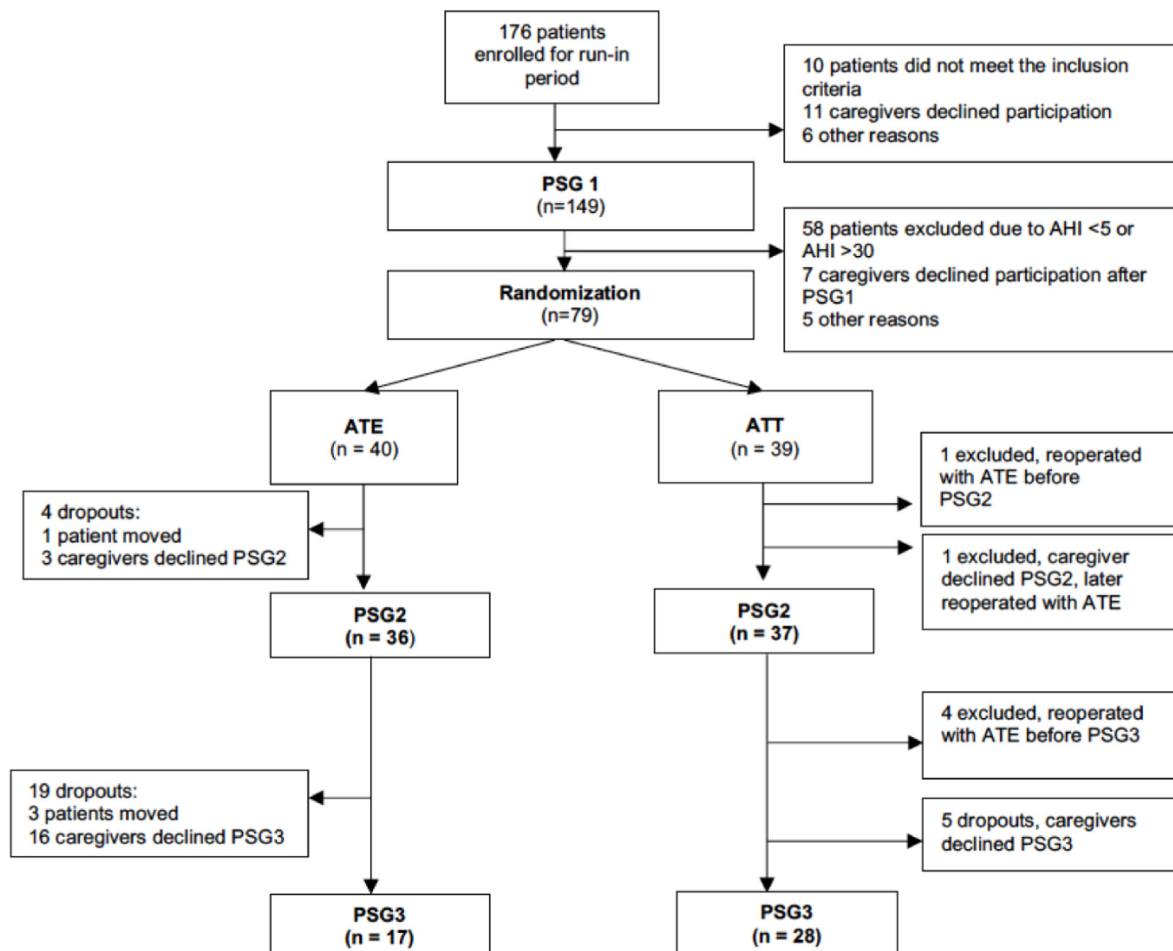 176 patients
enrolled for run-in
period
10 patients did not meet the inclusion
criteria
11 caregivers declined participation
6 other reasons
PSG 1
(n=149)
58 patients excluded due to AHI <5 or
AHI >30
7 caregivers declined participation after
PSG1
5 other reasons
Randomization
(n=79)
ATE
(n = 40)
ATT
(n = 39)
1 excluded, reoperated
with ATE before
PSG2
4 dropouts:
1 patient moved
3 caregivers declined PSG2
1 excluded, caregiver
declined PSG2, later
reoperated with ATE
PSG2
(n = 36)
PSG2
(n = 37)
4 excluded, reoperated
with ATE before PSG3
19 dropouts:
3 patients moved
16 caregivers declined PSG3
5 dropouts, caregivers
declined PSG3
PSG3
(n = 17)
PSG3
(n = 28)